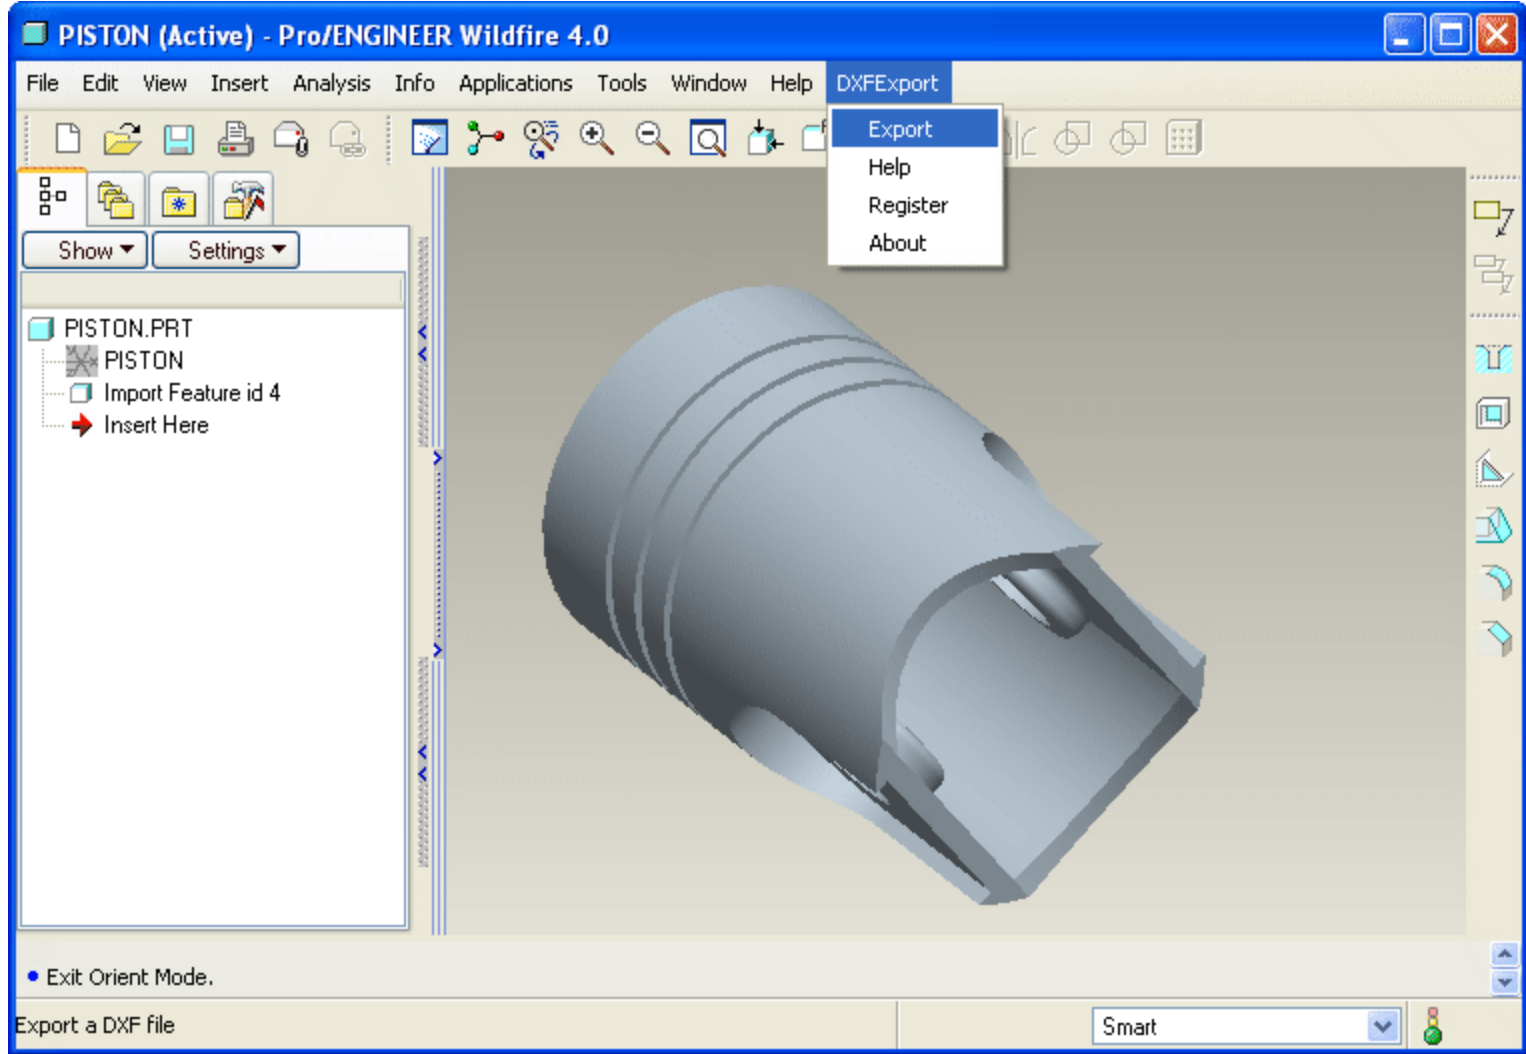 PISTON (Active) - Pro/ENGINEER Wildfire 4.0
File Edit View Insert Analysis Info Applications Tools Window Help DXFExport
Export
Help
Register
About
Show Settings
PISTON.PRT
PISTON
Import Feature id 4
Insert Here
Exit Orient Mode.
Export a DXF file
Smart